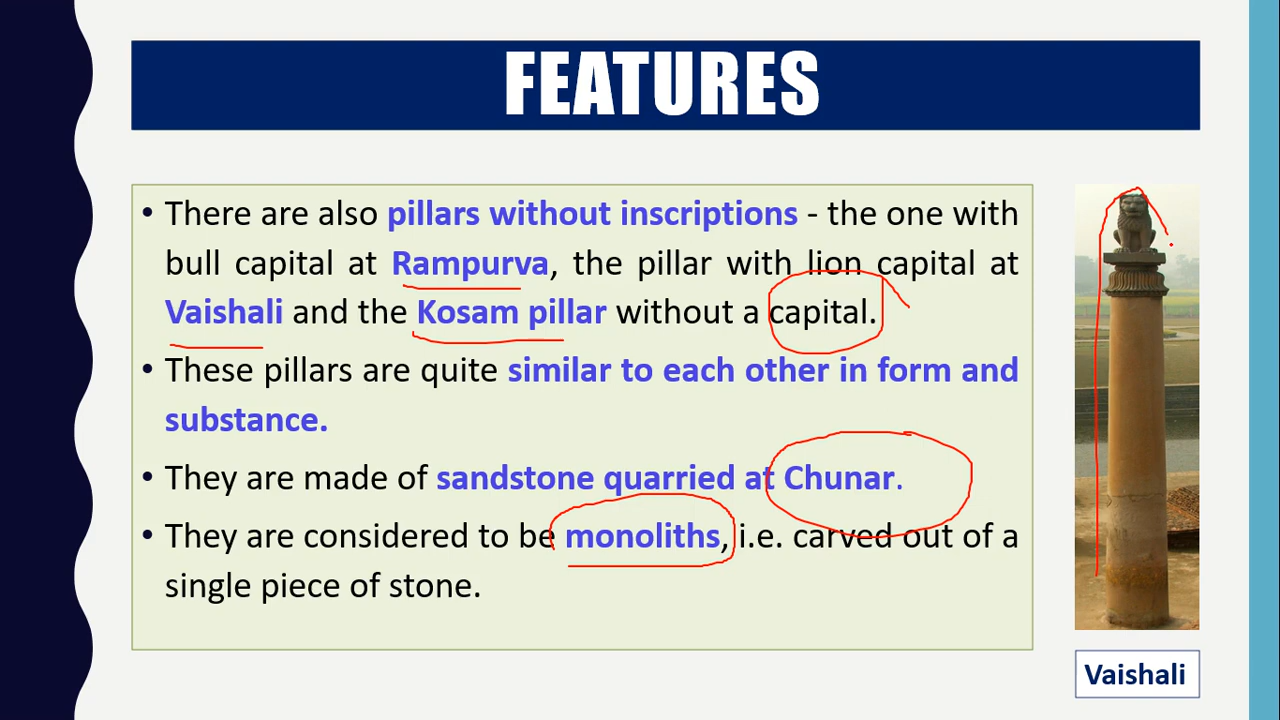 FEATURES
• There are also pillars without inscriptions - the one with
bull capital at Rampurva, the pillar with lion capital at
Vaishali and the Kosam pillar without a capital.
• These pillars are quite similar to each other in form and
substance.
• They are made of sandstone quarried at Chunar.
• They are considered to be monoliths, i.e. carved out of a
single piece of stone.
Vaishali